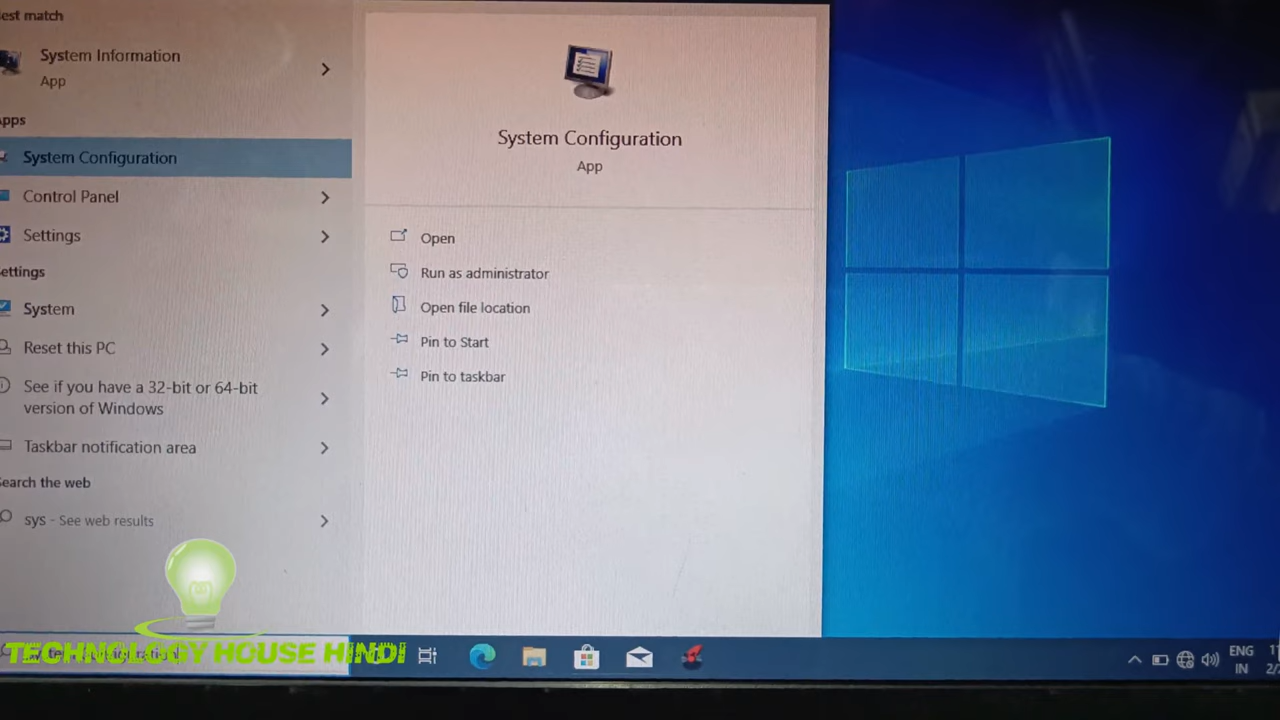 est match
System Information
App
Apps
System Configuration
Control Panel
Settings
ettings
System
Reset this PC
See if you have a 32-bit or 64-bit
version of Windows
Taskbar notification area
earch the web
sys - See web results
System Configuration
App
Open
Run as administrator
Open file location
Pin to Start
Pin to taskbar
TECHNOLOGY HOUSE HINDI
ENG
IN